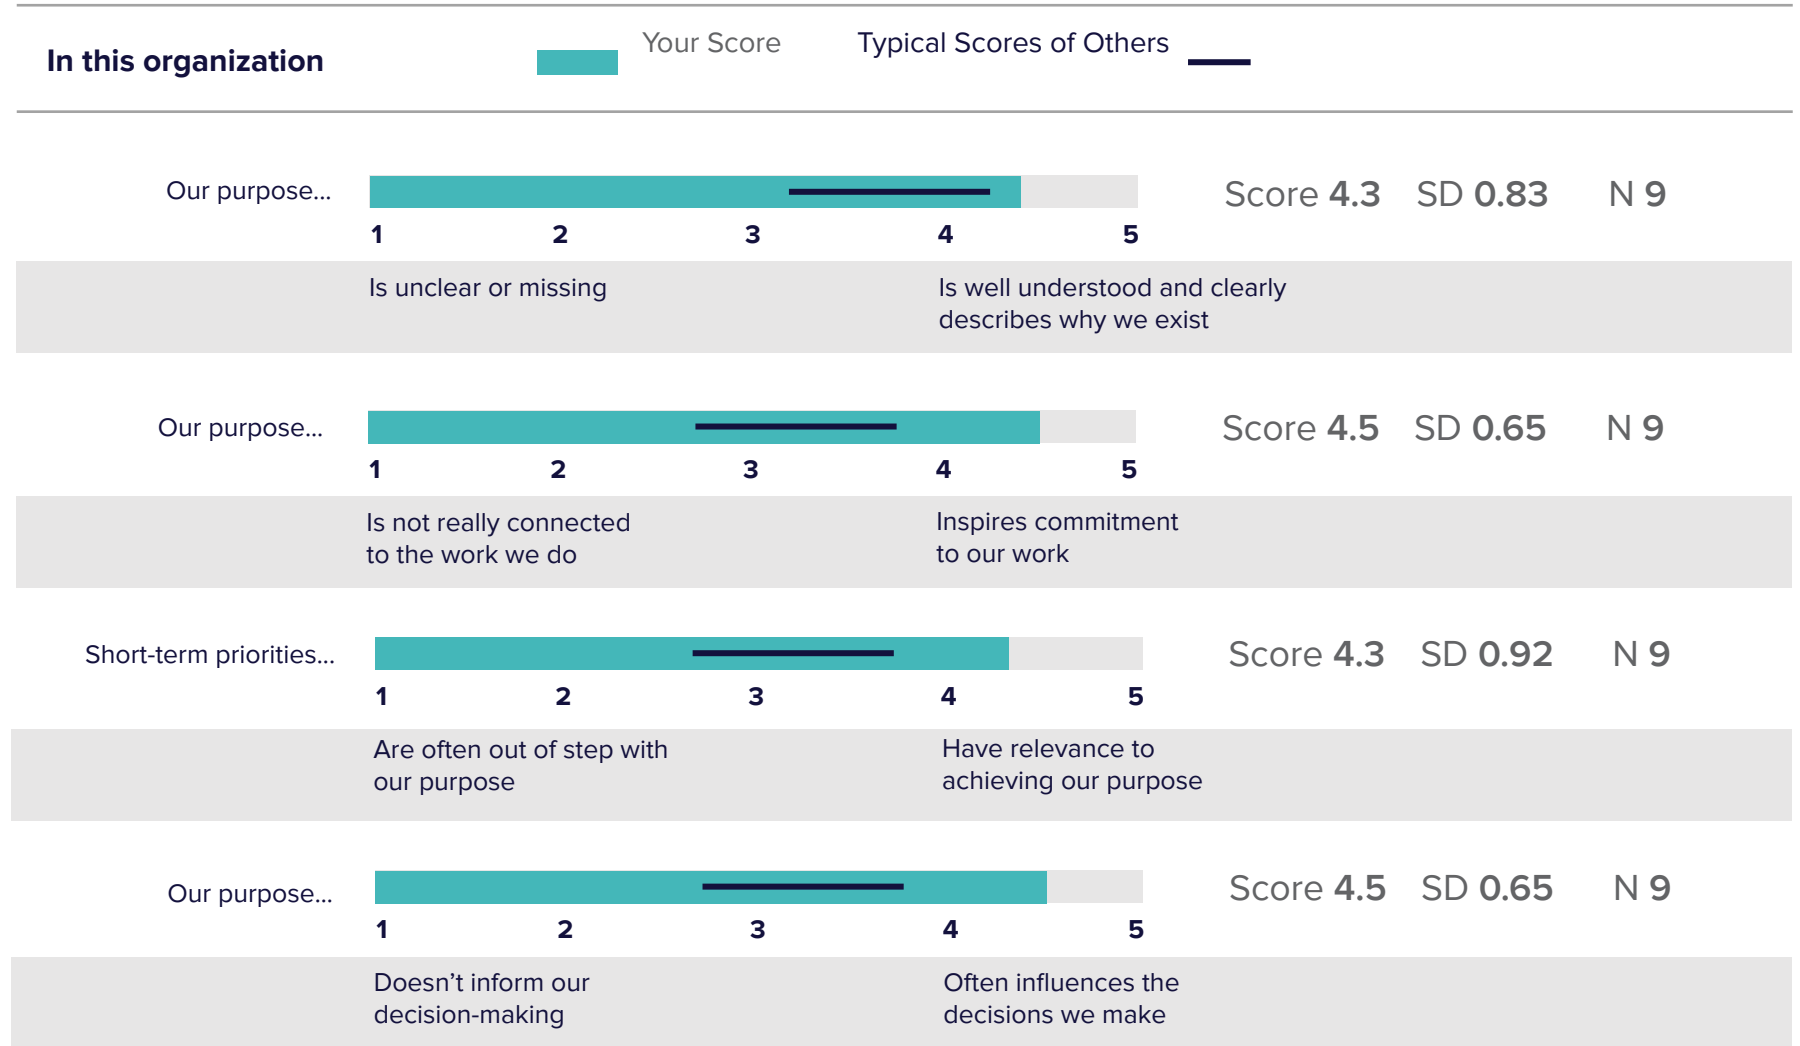 In this organization
Your Score
Typical Scores of Others
Our purpose...
Score 4.3 SD 0.83 N 9
1 2 3 4 5
Is unclear or missing
Is well understood and clearly
describes why we exist
Our purpose...
Score 4.5 SD 0.65 N 9
1 2 3 4 5
Is not really connected
to the work we do
Inspires commitment
to our work
Short-term priorities...
Score 4.3 SD 0.92 N 9
1 2 3 4 5
Are often out of step with
our purpose
Have relevance to
achieving our purpose
Our purpose...
Score 4.5 SD 0.65 N 9
1 2 3 4 5
Doesn’t inform our
decision-making
Often influences the
decisions we make